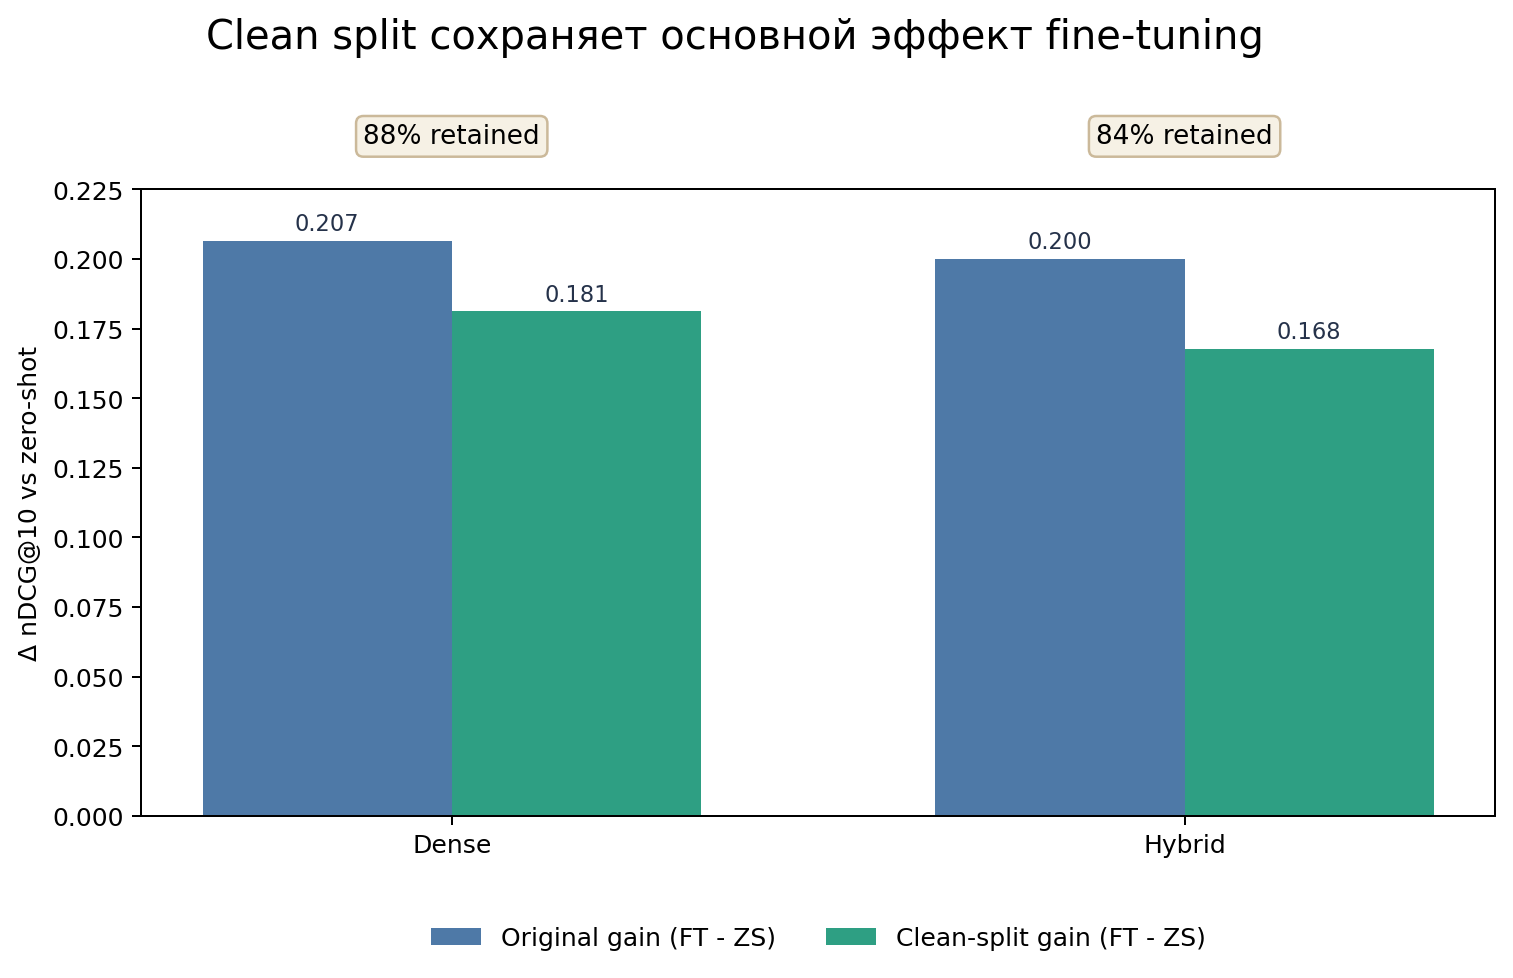 Clean split сохраняет основной эффект fine-tuning
88% retained
84% retained
Δ nDCG@10 vs zero-shot
0.225
0.200
0.175
0.150
0.125
0.100
0.075
0.050
0.025
0.000
0.207
0.181
0.200
0.168
Dense
Hybrid
Original gain (FT - ZS)
Clean-split gain (FT - ZS)